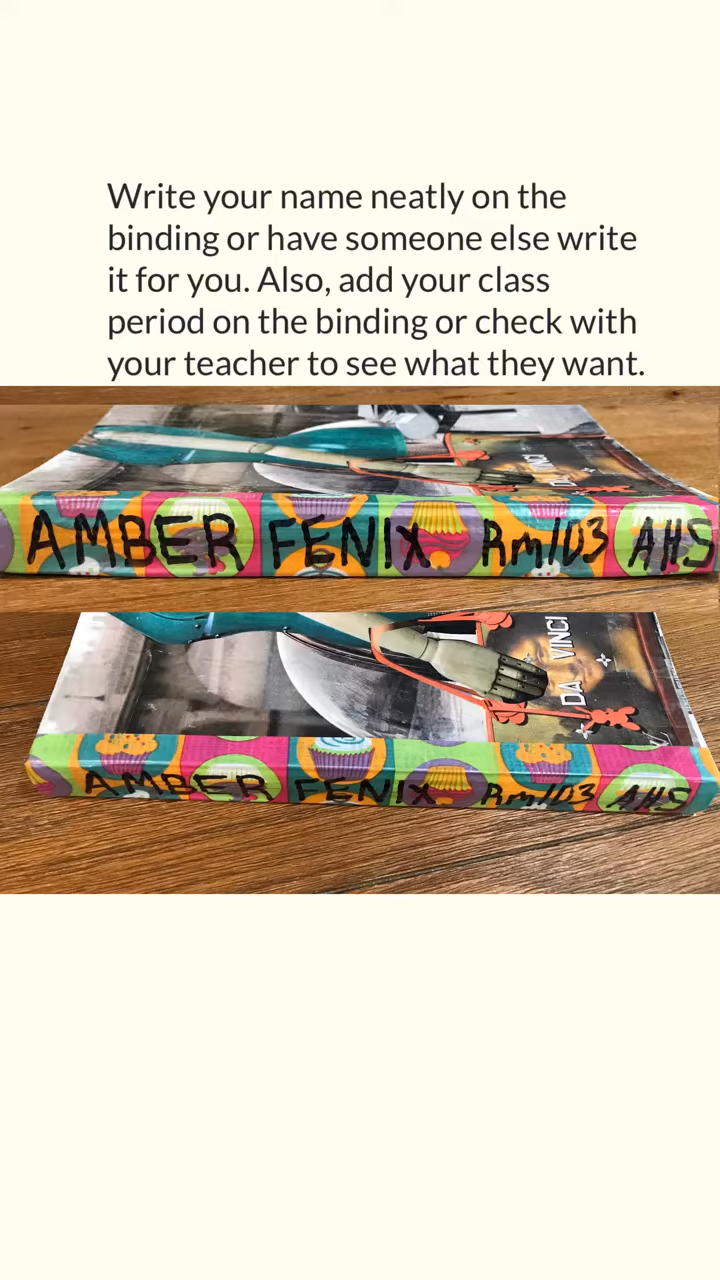 Write your name neatly on the
binding or have someone else write
it for you. Also, add your class
period on the binding or check with
your teacher to see what they want.
DA VINCI
AMBER FENIX Rm103 AHS
DA VINCI
AMBER FENIX Rm103 AHS